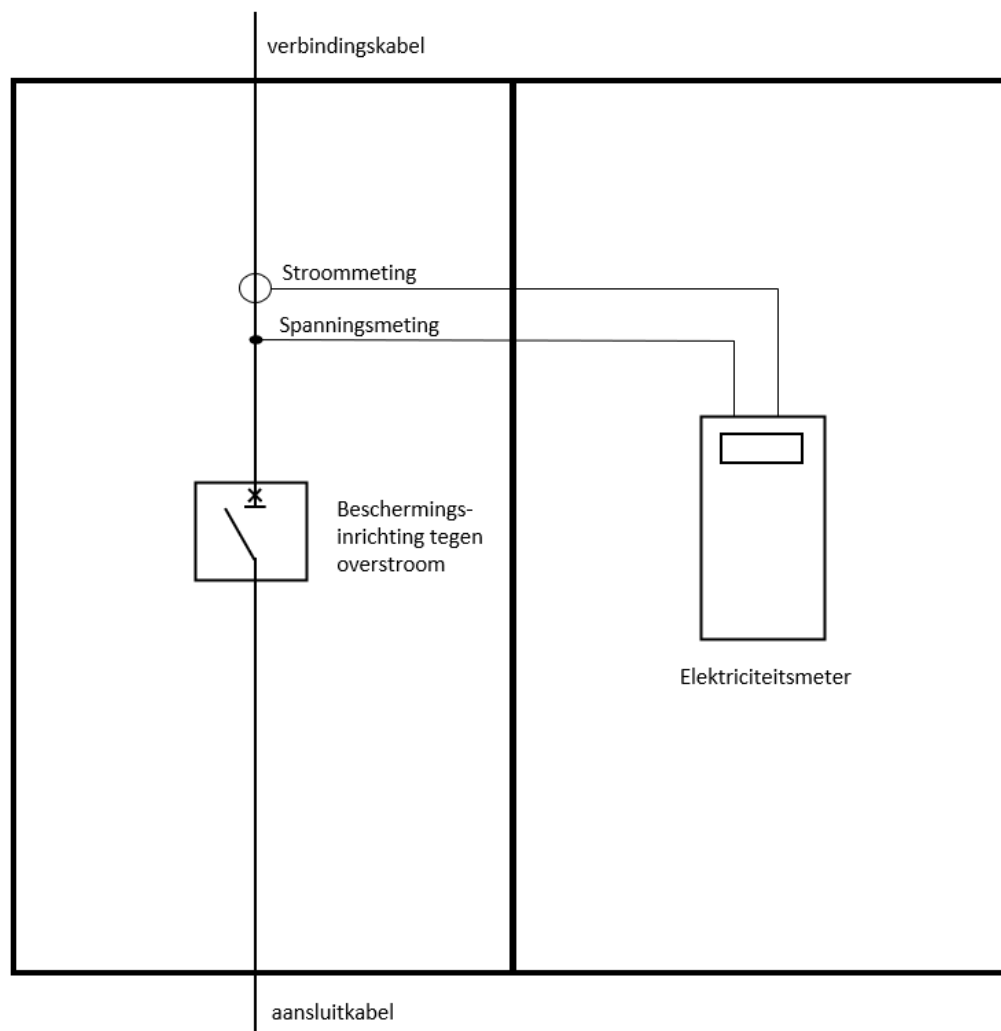 verbindingskabel
Stroommeting
Spanningsmeting
Beschermings-
inrichting tegen
overstroom
Elektriciteitsmeter
aansluitkabel